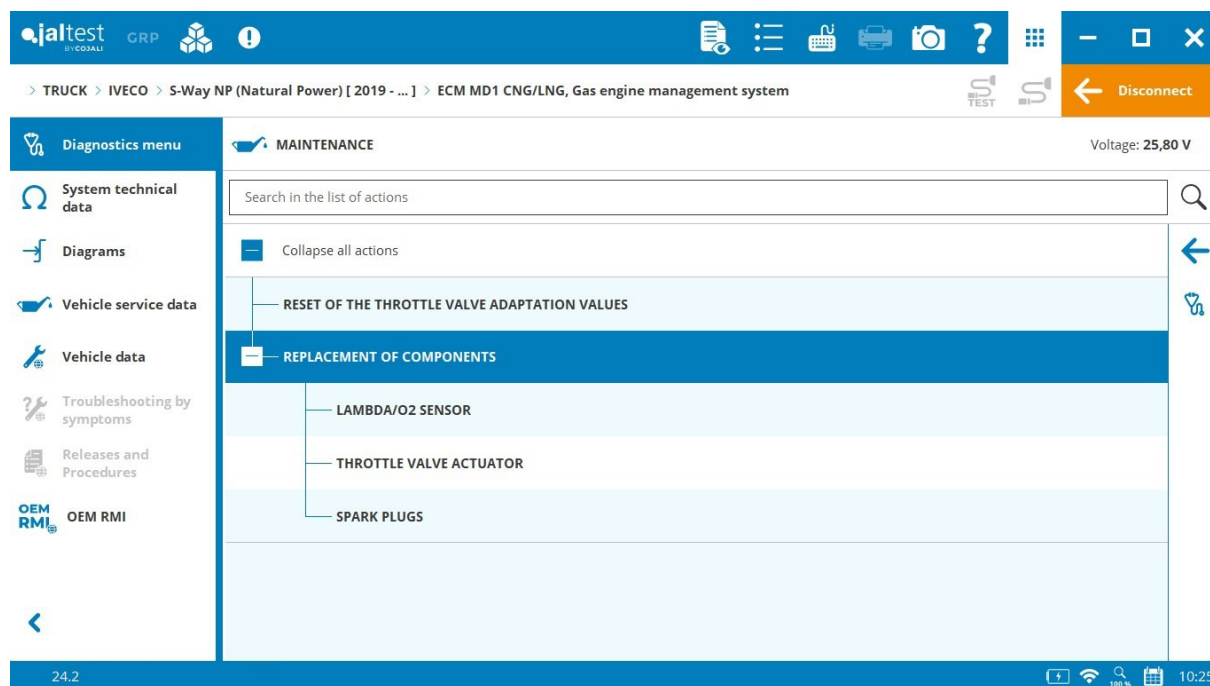 jaltest
BYCOJALI
GRP
> TRUCK > IVECO > S-Way NP (Natural Power) [ 2019 - ... ] > ECM MD1 CNG/LNG, Gas engine management system
TEST
Disconnect
Diagnostics menu
MAINTENANCE
Voltage: 25,80 V
System technical
data
Search in the list of actions
Diagrams
Collapse all actions
Vehicle service data
RESET OF THE THROTTLE VALVE ADAPTATION VALUES
Vehicle data
REPLACEMENT OF COMPONENTS
Troubleshooting by
symptoms
LAMBDA/O2 SENSOR
Releases and
Procedures
THROTTLE VALVE ACTUATOR
OEM
RMI
OEM RMI
SPARK PLUGS
24.2
100 %
10:25